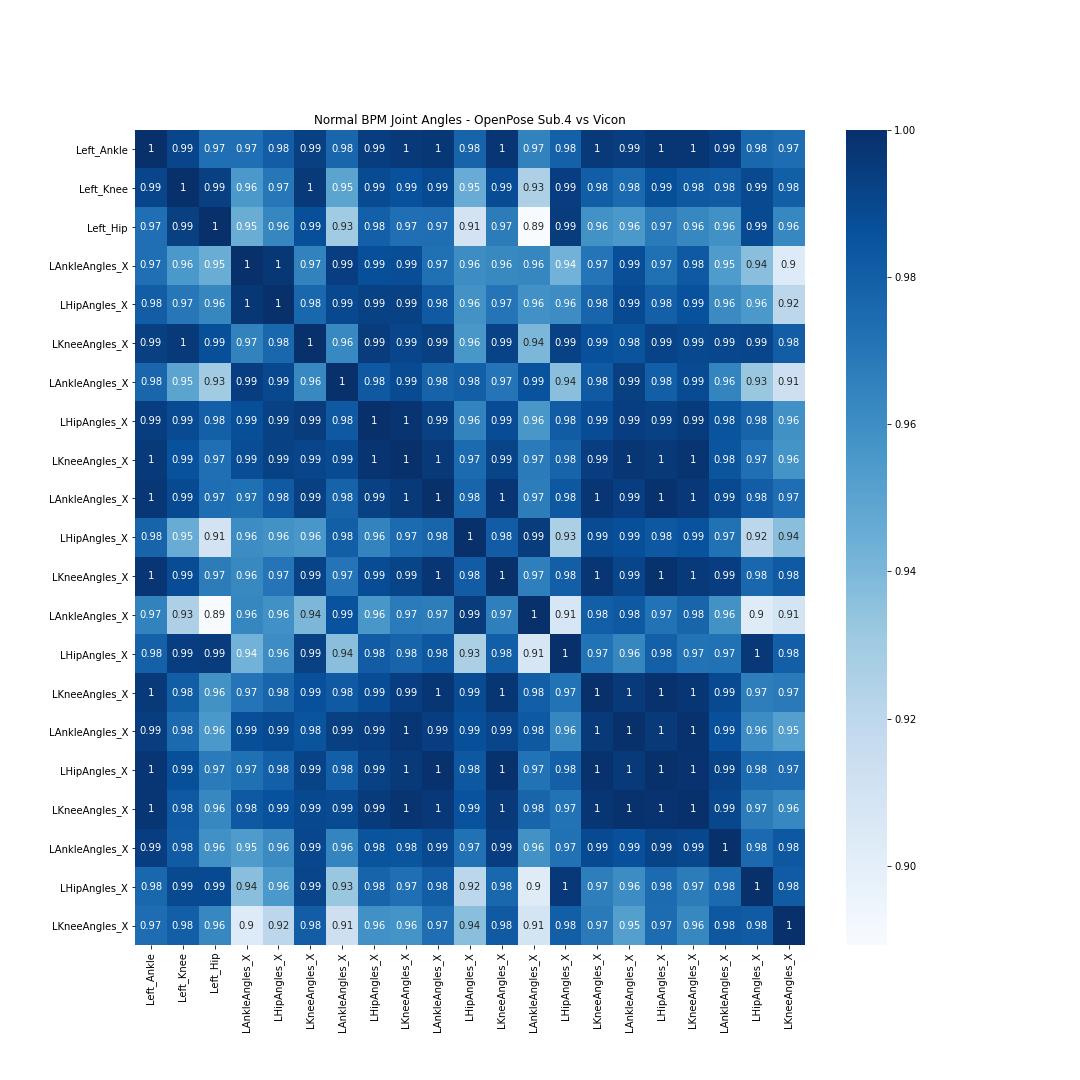 Normal BPM Joint Angles - OpenPose Sub.4 vs Vicon
Left_Ankle 1 0.99 0.97 0.97 0.98 0.99 0.98 0.99 1 1 0.98 1 0.97 0.98 1 0.99 1 1 0.99 0.98 0.97
Left_Knee 0.99 1 0.99 0.96 0.97 1 0.95 0.99 0.99 0.99 0.95 0.99 0.93 0.99 0.98 0.98 0.99 0.98 0.98 0.99 0.98
Left_Hip 0.97 0.99 1 0.95 0.96 0.99 0.93 0.98 0.97 0.97 0.91 0.97 0.89 0.99 0.96 0.96 0.97 0.96 0.96 0.99 0.96
LAnkleAngles_X 0.97 0.96 0.95 1 1 0.97 0.99 0.99 0.99 0.97 0.96 0.96 0.96 0.94 0.97 0.99 0.97 0.98 0.95 0.94 0.9
LHipAngles_X 0.98 0.97 0.96 1 1 0.98 0.99 0.99 0.99 0.98 0.96 0.97 0.96 0.96 0.98 0.99 0.98 0.99 0.96 0.96 0.92
LKneeAngles_X 0.99 1 0.99 0.97 0.98 1 0.96 0.99 0.99 0.99 0.96 0.99 0.94 0.99 0.99 0.98 0.99 0.99 0.99 0.99 0.98
LAnkleAngles_X 0.98 0.95 0.93 0.99 0.99 0.96 1 0.98 0.99 0.98 0.98 0.97 0.99 0.94 0.98 0.99 0.98 0.99 0.96 0.93 0.91
LHipAngles_X 0.99 0.99 0.98 0.99 0.99 0.99 0.98 1 1 0.99 0.96 0.99 0.96 0.98 0.99 0.99 0.99 0.99 0.98 0.98 0.96
LKneeAngles_X 1 0.99 0.97 0.99 0.99 0.99 0.99 1 1 1 0.97 0.99 0.97 0.98 0.99 1 1 1 0.98 0.97 0.96
LAnkleAngles_X 1 0.99 0.97 0.97 0.98 0.99 0.98 0.99 1 1 0.98 1 0.97 0.98 1 0.99 1 1 0.99 0.98 0.97
LHipAngles_X 0.98 0.95 0.91 0.96 0.96 0.96 0.98 0.96 0.97 0.98 1 0.98 0.99 0.93 0.99 0.99 0.98 0.99 0.97 0.92 0.94
LKneeAngles_X 1 0.99 0.97 0.96 0.97 0.99 0.97 0.99 0.99 1 0.98 1 0.97 0.98 1 0.99 1 1 0.99 0.98 0.98
LAnkleAngles_X 0.97 0.93 0.89 0.96 0.96 0.94 0.99 0.96 0.97 0.97 0.99 0.97 1 0.91 0.98 0.98 0.97 0.98 0.96 0.9 0.91
LHipAngles_X 0.98 0.99 0.99 0.94 0.96 0.99 0.94 0.98 0.98 0.98 0.93 0.98 0.91 1 0.97 0.96 0.98 0.97 0.97 1 0.98
LKneeAngles_X 1 0.98 0.96 0.97 0.98 0.99 0.98 0.99 0.99 1 0.99 1 0.98 0.97 1 1 1 1 0.99 0.97 0.97
LAnkleAngles_X 0.99 0.98 0.96 0.99 0.99 0.98 0.99 0.99 1 0.99 0.99 0.99 0.98 0.96 1 1 1 1 0.99 0.96 0.95
LHipAngles_X 1 0.99 0.97 0.97 0.98 0.99 0.98 0.99 1 1 0.98 1 0.97 0.98 1 1 1 1 0.99 0.98 0.97
LKneeAngles_X 1 0.98 0.96 0.98 0.99 0.99 0.99 0.99 1 1 0.99 1 0.98 0.97 1 1 1 1 0.99 0.97 0.96
LAnkleAngles_X 0.99 0.98 0.96 0.95 0.96 0.99 0.96 0.98 0.98 0.99 0.97 0.99 0.96 0.97 0.99 0.99 0.99 0.99 1 0.98 0.98
LHipAngles_X 0.98 0.99 0.99 0.94 0.96 0.99 0.93 0.98 0.97 0.98 0.92 0.98 0.9 1 0.97 0.96 0.98 0.97 0.98 1 0.98
LKneeAngles_X 0.97 0.98 0.96 0.9 0.92 0.98 0.91 0.96 0.96 0.97 0.94 0.98 0.91 0.98 0.97 0.95 0.97 0.96 0.98 0.98 1
Left_Ankle
Left_Knee
Left_Hip
LAnkleAngles_X
LHipAngles_X
LKneeAngles_X
LAnkleAngles_X
LHipAngles_X
LKneeAngles_X
LAnkleAngles_X
LHipAngles_X
LKneeAngles_X
LAnkleAngles_X
LHipAngles_X
LKneeAngles_X
LAnkleAngles_X
LHipAngles_X
LKneeAngles_X
LAnkleAngles_X
LHipAngles_X
LKneeAngles_X
1.00
0.98
0.96
0.94
0.92
0.90